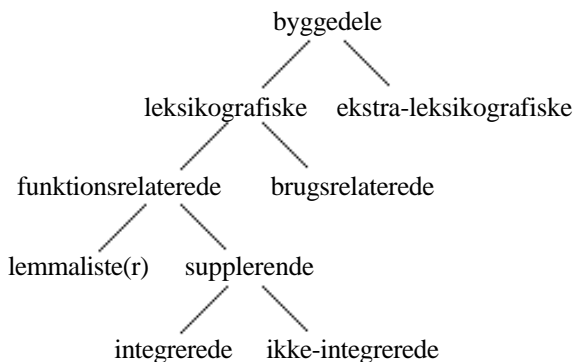 byggedele
leksikografiske ekstra-leksikografiske
funktionsrelaterede brugsrelaterede
lemmaliste(r) supplerende
integrerede ikke-integrerede